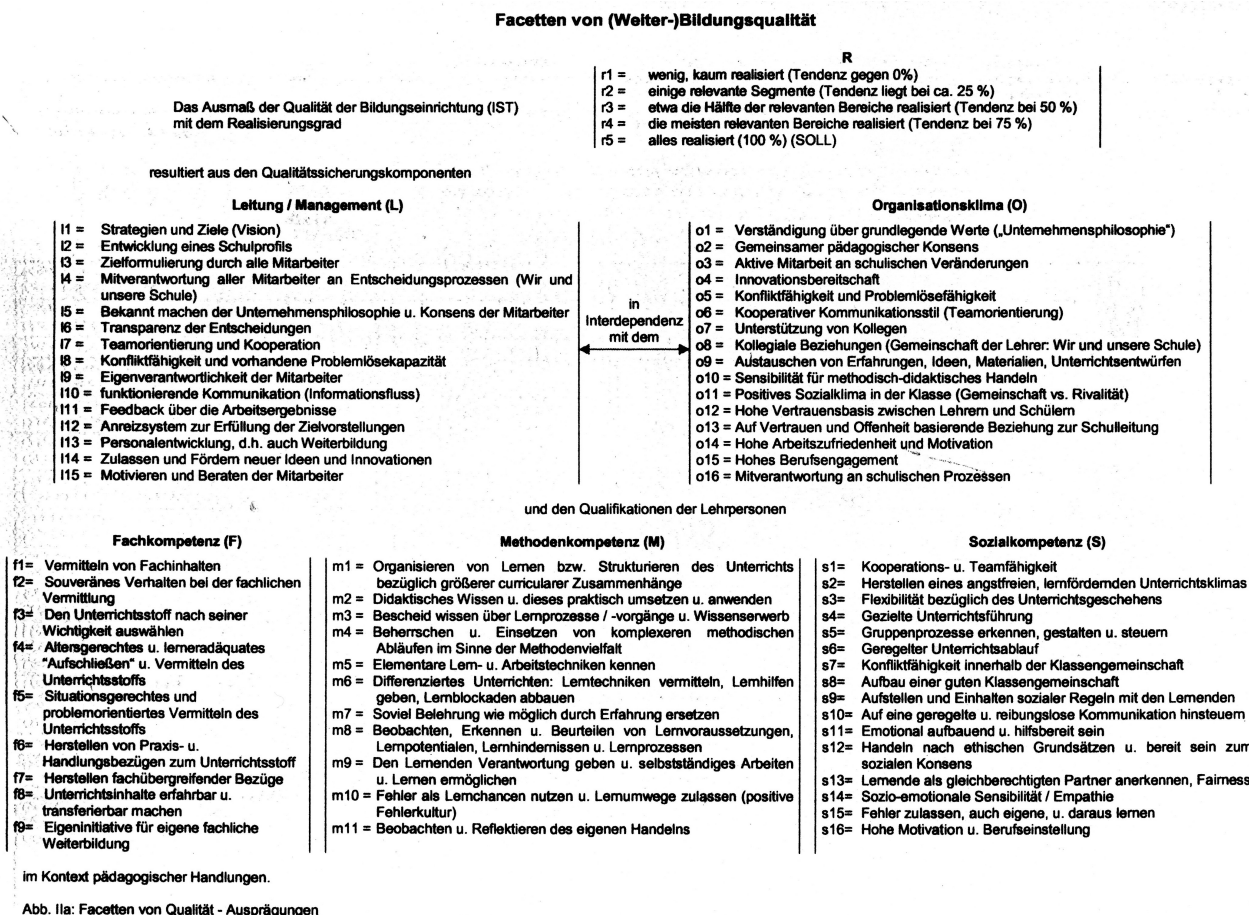 Facetten von (Weiter-)Bildungsqualität
R
r1 = wenig, kaum realisiert (Tendenz gegen 0%)
r2 = einige relevante Segmente (Tendenz liegt bei ca. 25 %)
r3 = etwa die Hälfte der relevanten Bereiche realisiert (Tendenz bei 50 %)
r4 = die meisten relevanten Bereiche realisiert (Tendenz bei 75 %)
r5 = alles realisiert (100 %) (SOLL)
Das Ausmaß der Qualität der Bildungseinrichtung (IST)
mit dem Realisierungsgrad
resultiert aus den Qualitätssicherungskomponenten
Leitung / Management (L)
l1 = Strategien und Ziele (Vision)
l2 = Entwicklung eines Schulprofils
l3 = Zielformulierung durch alle Mitarbeiter
l4 = Mitverantwortung aller Mitarbeiter an Entscheidungsprozessen (Wir und
unsere Schule)
l5 = Bekannt machen der Unternehmensphilosophie u. Konsens der Mitarbeiter
l6 = Transparenz der Entscheidungen
l7 = Teamorientierung und Kooperation
l8 = Konfliktfähigkeit und vorhandene Problemlösekapazität
l9 = Eigenverantwortlichkeit der Mitarbeiter
l10 = funktionierende Kommunikation (Informationsfluss)
l11 = Feedback über die Arbeitsergebnisse
l12 = Anreizsystem zur Erfüllung der Zielvorstellungen
l13 = Personalentwicklung, d.h. auch Weiterbildung
l14 = Zulassen und Fördern neuer Ideen und Innovationen
l15 = Motivieren und Beraten der Mitarbeiter
in
Interdependenz
mit dem
Organisationsklima (O)
o1 = Verständigung über grundlegende Werte („Unternehmensphilosophie“)
o2 = Gemeinsamer pädagogischer Konsens
o3 = Aktive Mitarbeit an schulischen Veränderungen
o4 = Innovationsbereitschaft
o5 = Konfliktfähigkeit und Problemlösefähigkeit
o6 = Kooperativer Kommunikationsstil (Teamorientierung)
o7 = Unterstützung von Kollegen
o8 = Kollegiale Beziehungen (Gemeinschaft der Lehrer: Wir und unsere Schule)
o9 = Austauschen von Erfahrungen, Ideen, Materialien, Unterrichtsentwürfen
o10 = Sensibilität für methodisch-didaktisches Handeln
o11 = Positives Sozialklima in der Klasse (Gemeinschaft vs. Rivalität)
o12 = Hohe Vertrauensbasis zwischen Lehrern und Schülern
o13 = Auf Vertrauen und Offenheit basierende Beziehung zur Schulleitung
o14 = Hohe Arbeitszufriedenheit und Motivation
o15 = Hohes Berufsengagement
o16 = Mitverantwortung an schulischen Prozessen
und den Qualifikationen der Lehrpersonen
Fachkompetenz (F)
f1= Vermitteln von Fachinhalten
f2= Souveränes Verhalten bei der fachlichen
Vermittlung
f3= Den Unterrichtsstoff nach seiner
Wichtigkeit auswählen
f4= Altersgerechtes u. lerneradäquates
"Aufschließen" u. Vermitteln des
Unterrichtsstoffs
f5= Situationsgerechtes und
problemorientiertes Vermitteln des
Unterrichtsstoffs
f6= Herstellen von Praxis- u.
Handlungsbezügen zum Unterrichtsstoff
f7= Herstellen fachübergreifender Bezüge
f8= Unterrichtsinhalte erfahrbar u.
transferierbar machen
f9= Eigeninitiative für eigene fachliche
Weiterbildung
Methodenkompetenz (M)
m1 = Organisieren von Lernen bzw. Strukturieren des Unterrichts
bezüglich größerer curricularer Zusammenhänge
m2 = Didaktisches Wissen u. dieses praktisch umsetzen u. anwenden
m3 = Bescheid wissen über Lernprozesse / -vorgänge u. Wissenserwerb
m4 = Beherrschen u. Einsetzen von komplexeren methodischen
Abläufen im Sinne der Methodenvielfalt
m5 = Elementare Lern- u. Arbeitstechniken kennen
m6 = Differenziertes Unterrichten: Lerntechniken vermitteln, Lernhilfen
geben, Lernblockaden abbauen
m7 = Soviel Belehrung wie möglich durch Erfahrung ersetzen
m8 = Beobachten, Erkennen u. Beurteilen von Lernvoraussetzungen,
Lernpotentialen, Lernhindernissen u. Lernprozessen
m9 = Den Lernenden Verantwortung geben u. selbstständiges Arbeiten
u. Lernen ermöglichen
m10 = Fehler als Lernchancen nutzen u. Lernumwege zulassen (positive
Fehlerkultur)
m11 = Beobachten u. Reflektieren des eigenen Handelns
Sozialkompetenz (S)
s1= Kooperations- u. Teamfähigkeit
s2= Herstellen eines angstfreien, lernfördernden Unterrichtsklimas
s3= Flexibilität bezüglich des Unterrichtsgeschehens
s4= Gezielte Unterrichtsführung
s5= Gruppenprozesse erkennen, gestalten u. steuern
s6= Geregelter Unterrichtsablauf
s7= Konfliktfähigkeit innerhalb der Klassengemeinschaft
s8= Aufbau einer guten Klassengemeinschaft
s9= Aufstellen und Einhalten sozialer Regeln mit den Lernenden
s10= Auf eine geregelte u. reibungslose Kommunikation hinsteuern
s11= Emotional aufbauend u. hilfsbereit sein
s12= Handeln nach ethischen Grundsätzen u. bereit sein zum
sozialen Konsens
s13= Lernende als gleichberechtigten Partner anerkennen, Fairness
s14= Sozio-emotionale Sensibilität / Empathie
s15= Fehler zulassen, auch eigene, u. daraus lernen
s16= Hohe Motivation u. Berufseinstellung
im Kontext pädagogischer Handlungen.
Abb. IIa: Facetten von Qualität - Ausprägungen